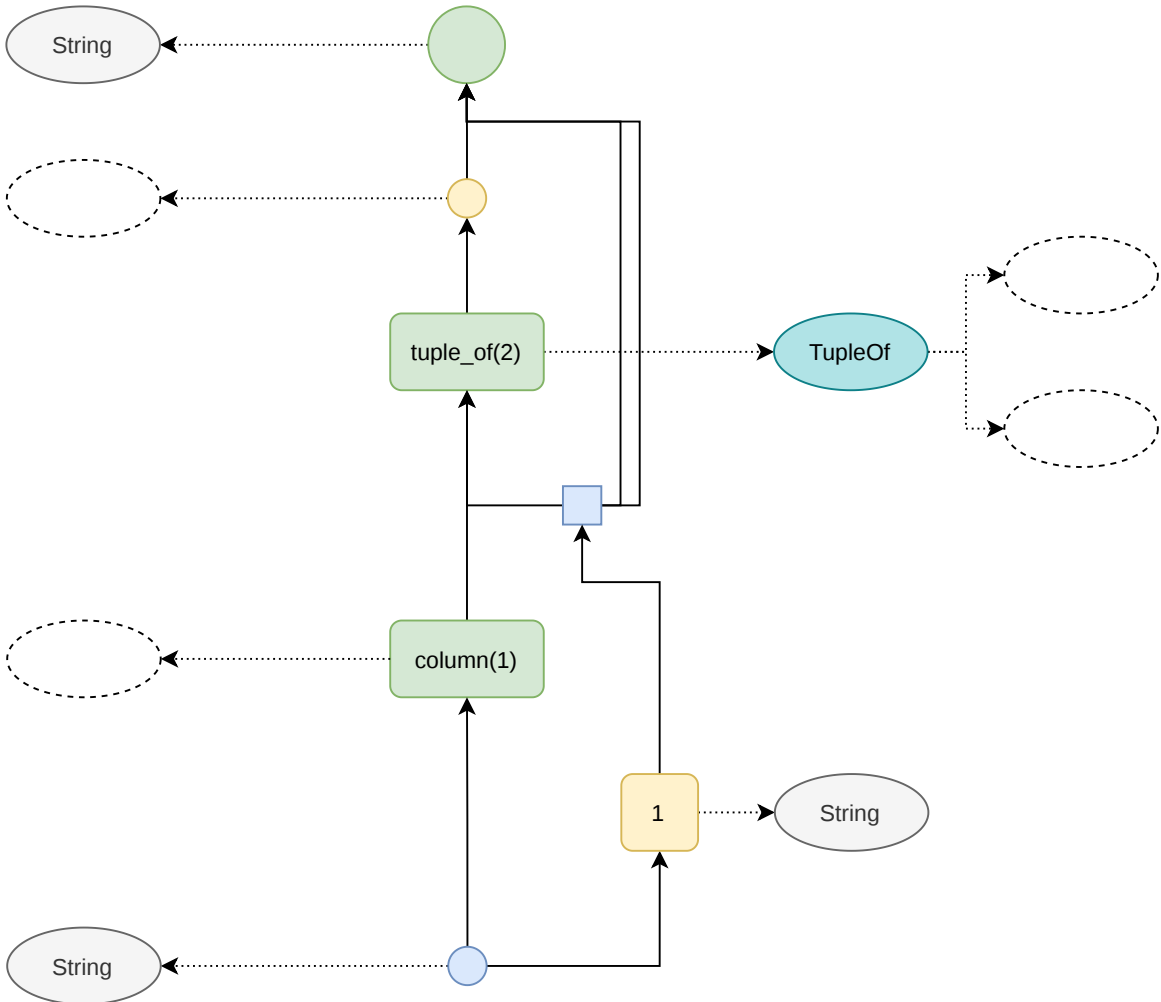 String
tuple_of(2)
TupleOf
column(1)
1
String
String